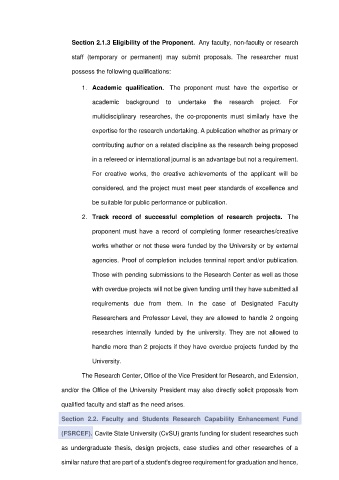 Section 2.1.3 Eligibility of the Proponent. Any faculty, non-faculty or research
staff (temporary or permanent) may submit proposals. The researcher must
possess the following qualifications:
1. Academic qualification. The proponent must have the expertise or
academic background to undertake the research project. For
multidisciplinary researches, the co-proponents must similarly have the
expertise for the research undertaking. A publication whether as primary or
contributing author on a related discipline as the research being proposed
in a refereed or international journal is an advantage but not a requirement.
For creative works, the creative achievements of the applicant will be
considered, and the project must meet peer standards of excellence and
be suitable for public performance or publication.
2. Track record of successful completion of research projects. The
proponent must have a record of completing former researches/creative
works whether or not these were funded by the University or by external
agencies. Proof of completion includes terminal report and/or publication.
Those with pending submissions to the Research Center as well as those
with overdue projects will not be given funding until they have submitted all
requirements due from them. In the case of Designated Faculty
Researchers and Professor Level, they are allowed to handle 2 ongoing
researches internally funded by the university. They are not allowed to
handle more than 2 projects if they have overdue projects funded by the
University.
The Research Center, Office of the Vice President for Research, and Extension,
and/or the Office of the University President may also directly solicit proposals from
qualified faculty and staff as the need arises.
Section 2.2. Faculty and Students Research Capability Enhancement Fund
(FSRCEF). Cavite State University (CvSU) grants funding for student researches such
as undergraduate thesis, design projects, case studies and other researches of a
similar nature that are part of a student's degree requirement for graduation and hence,